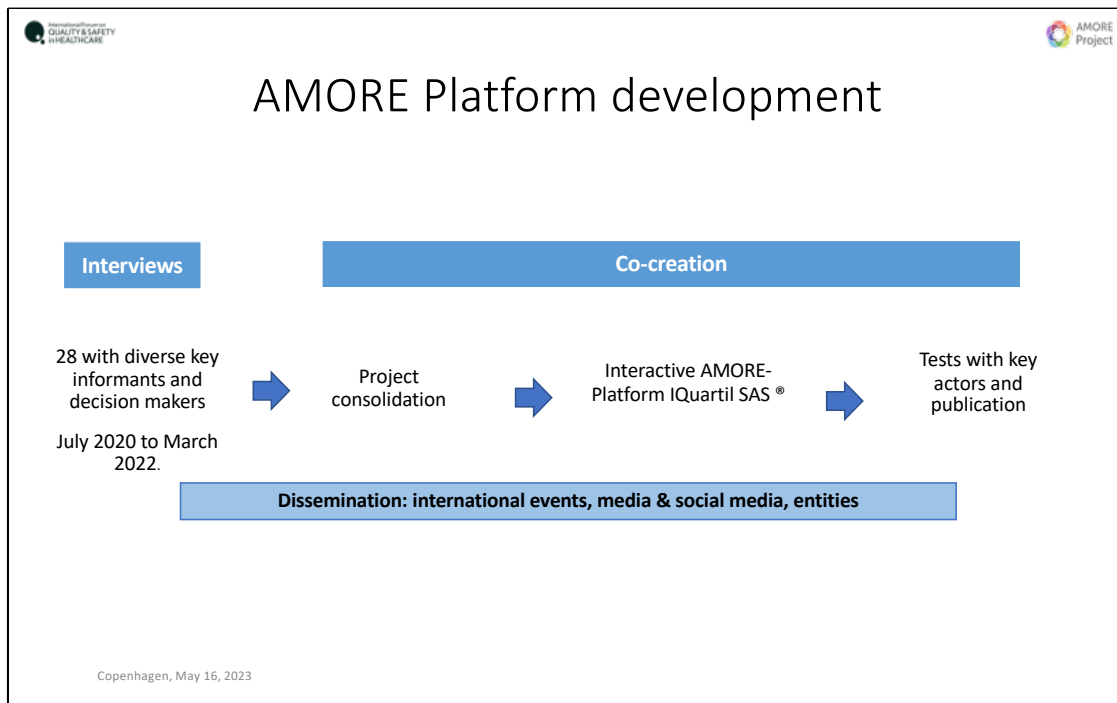 International Forum on
QUALITY & SAFETY
in HEALTHCARE
AMORE
Project
AMORE Platform development
Interviews
Co-creation
28 with diverse key
informants and
decision makers
July 2020 to March
2022.
Project
consolidation
Interactive AMORE-
Platform IQuartil SAS ®
Tests with key
actors and
publication
Dissemination: international events, media & social media, entities
Copenhagen, May 16, 2023